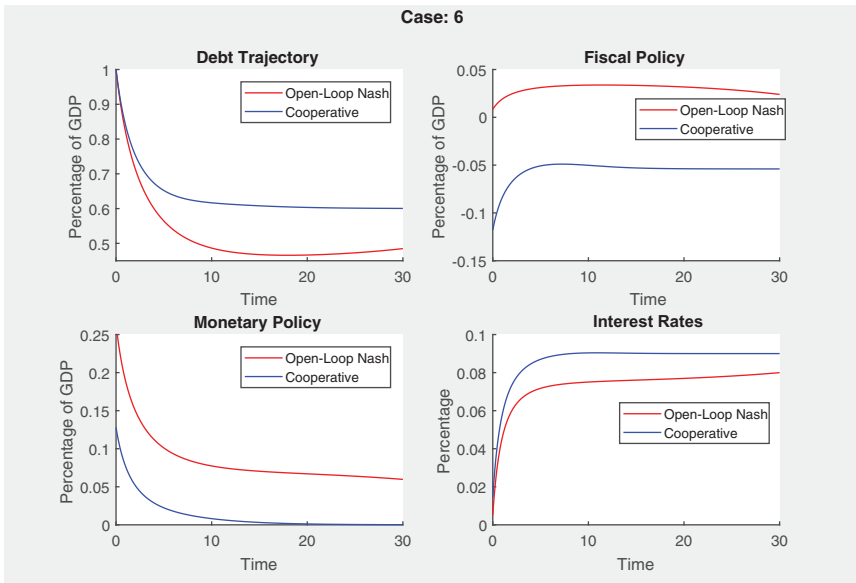 Case: 6
Debt Trajectory
Percentage of GDP
1
0.9
0.8
0.7
0.6
0.5
0
10
20
30
Time
Open-Loop Nash
Cooperative
Fiscal Policy
Percentage of GDP
0.05
0
-0.05
-0.1
-0.15
0
10
20
30
Time
Open-Loop Nash
Cooperative
Monetary Policy
Percentage of GDP
0.25
0.2
0.15
0.1
0.05
0
0
10
20
30
Time
Open-Loop Nash
Cooperative
Interest Rates
Percentage
0.1
0.08
0.06
0.04
0.02
0
0
10
20
30
Time
Open-Loop Nash
Cooperative